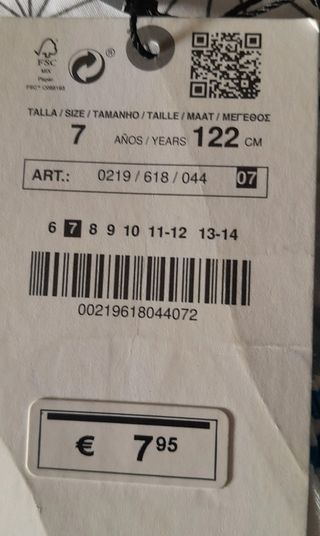 FSC
MIX
Paper
TALLA / SIZE / TAMANHO / TAILLE / MAAT / ΜΕΓΕΘΟΣ
7 AÑOS / YEARS 122 CM
ART.: 0219 / 618 / 044 07
6 7 8 9 10 11-12 13-14
00219618044072
€ 7 95